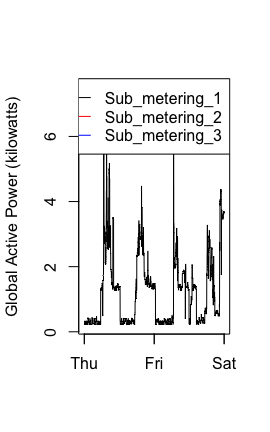 Sub_metering_1
Sub_metering_2
Sub_metering_3
Global Active Power (kilowatts)
6
4
2
0
Thu Fri Sat